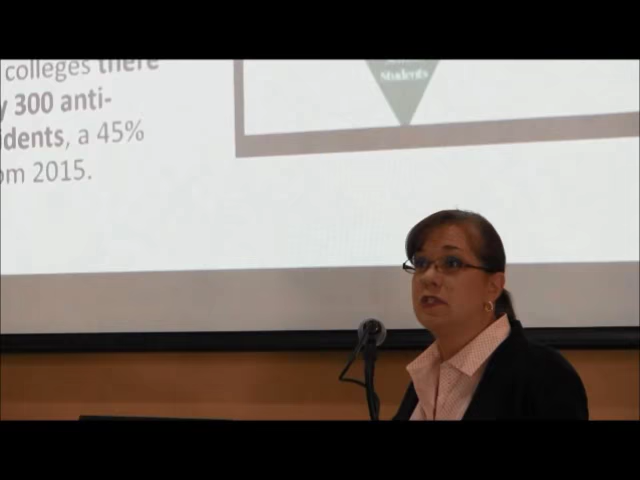 colleges there
y 300 anti-
idents, a 45%
om 2015.
Students